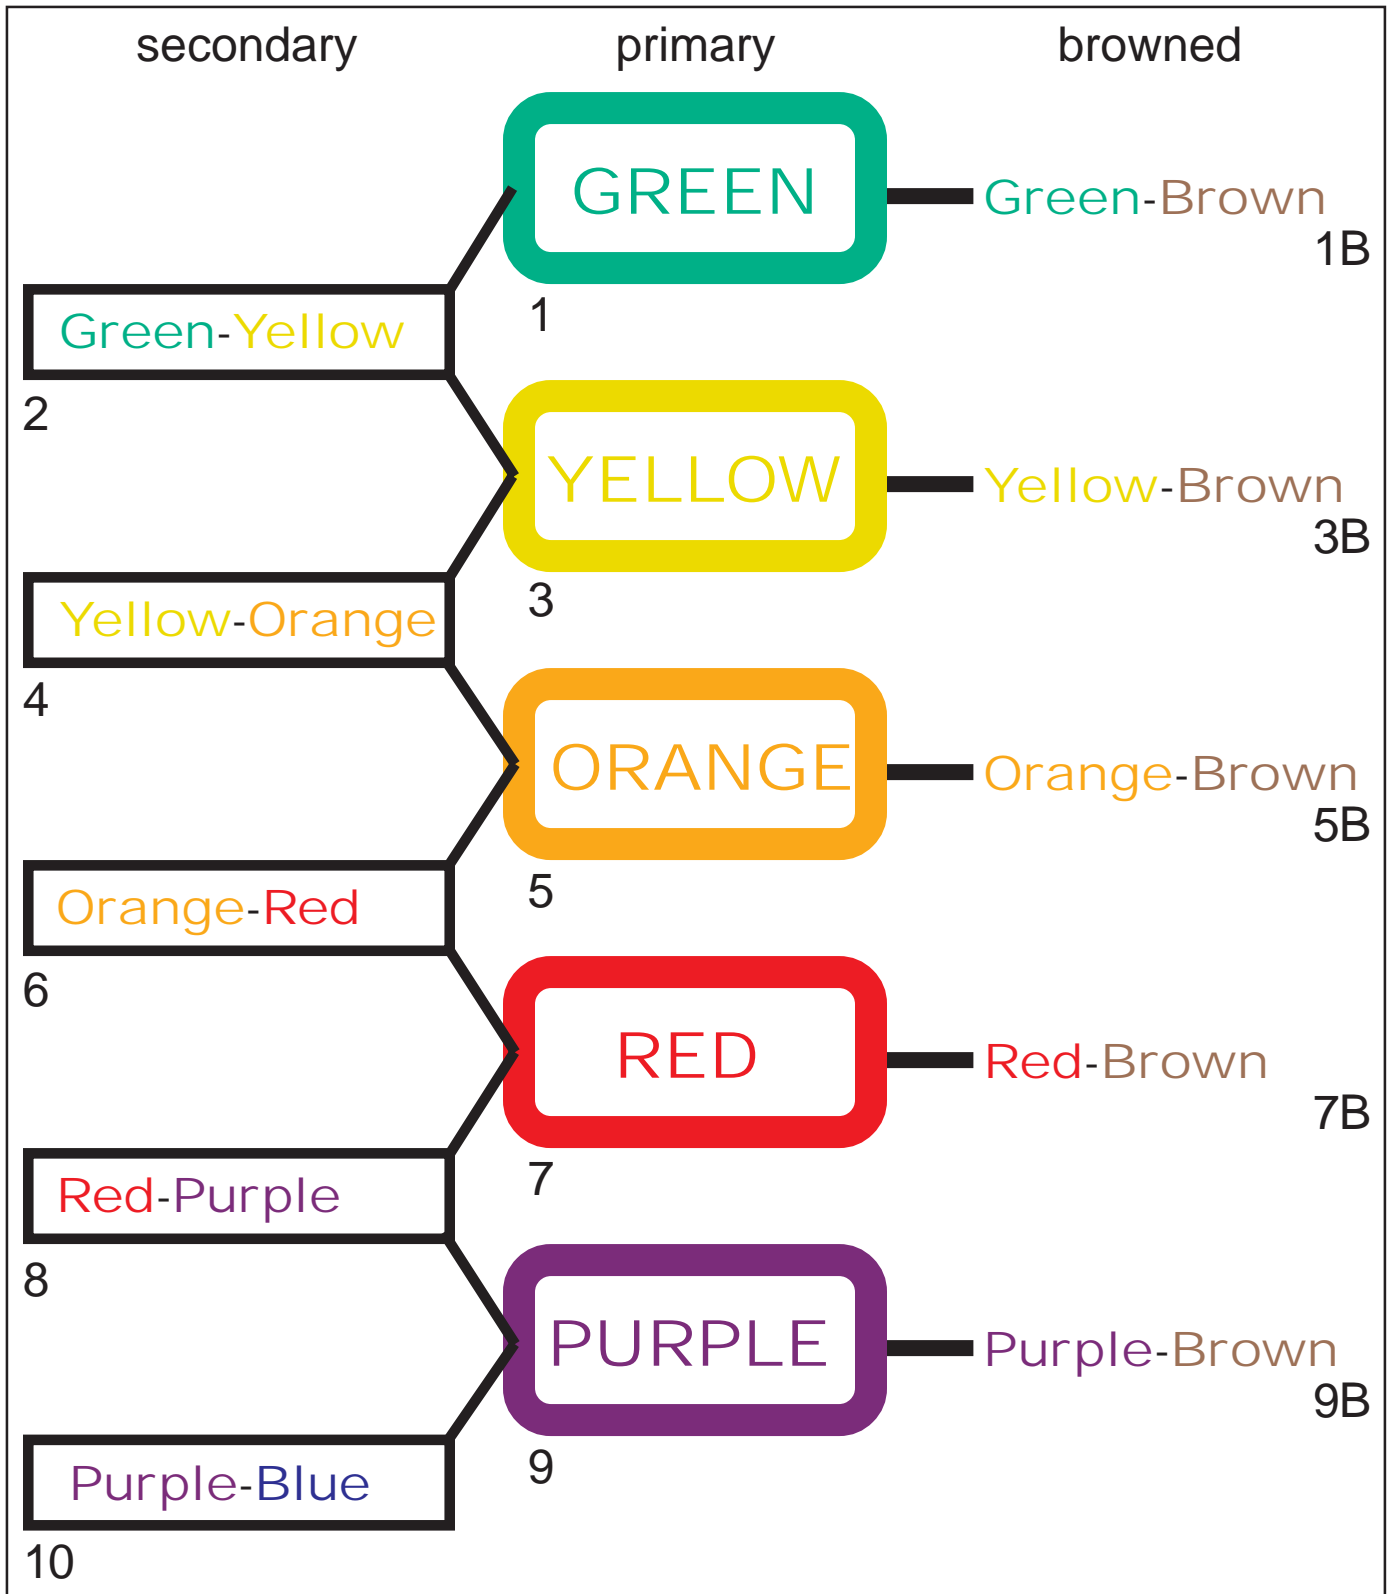 secondary primary browned
GREEN
Green-Brown
1B
1
Green-Yellow
2
YELLOW
Yellow-Brown
3B
3
Yellow-Orange
4
ORANGE
Orange-Brown
5B
5
Orange-Red
6
RED
Red-Brown
7B
7
Red-Purple
8
PURPLE
Purple-Brown
9B
9
Purple-Blue
10